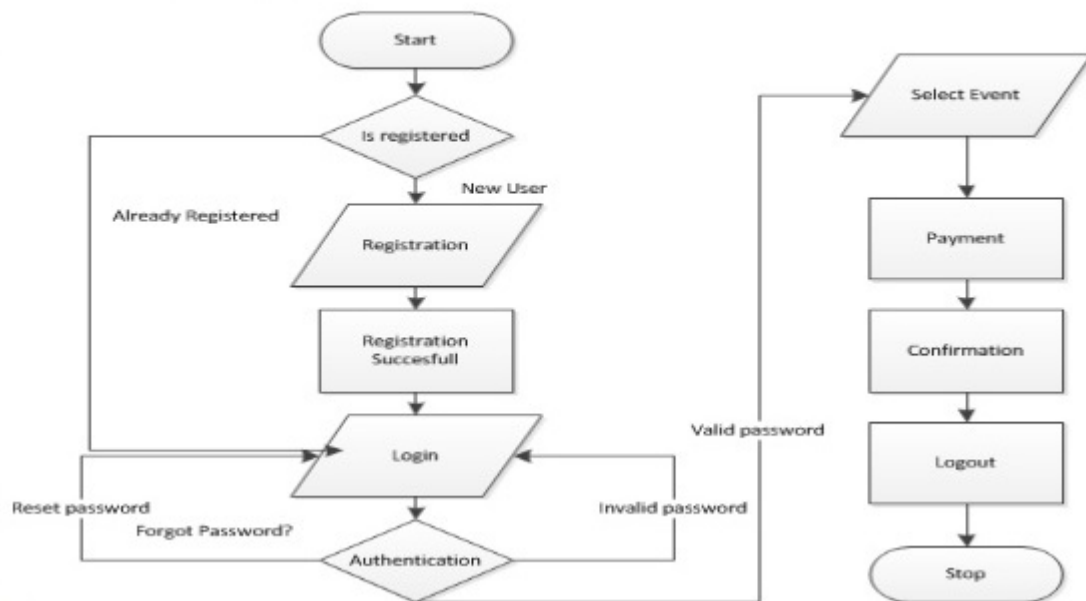 Start
Is registered
New User
Already Registered
Registration
Registration
Succesfull
Login
Reset password
Forgot Password?
Invalid password
Authentication
Valid password
Select Event
Payment
Confirmation
Logout
Stop